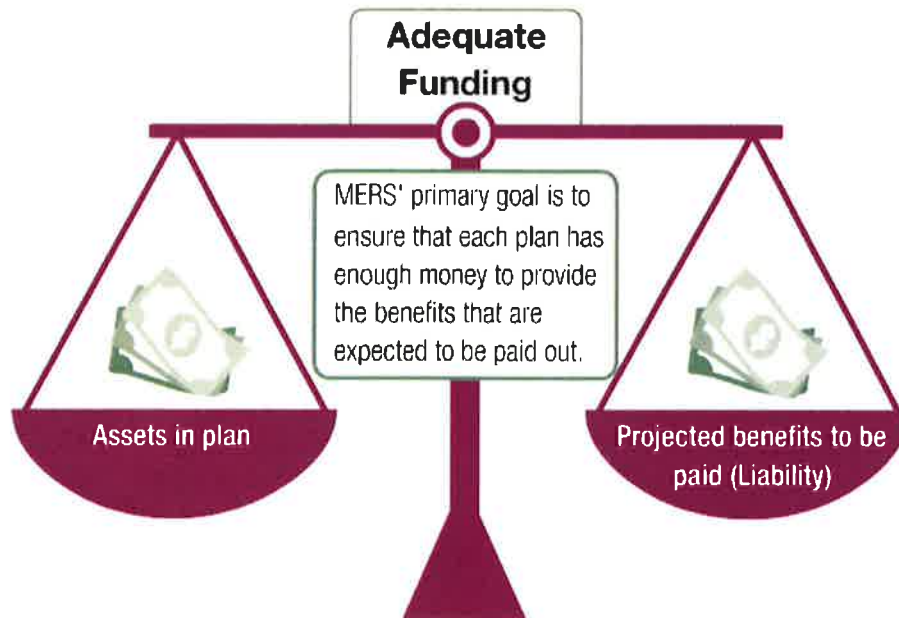 Adequate
Funding
MERS' primary goal is to
ensure that each plan has
enough money to provide
the benefits that are
expected to be paid out.
Assets in plan
Projected benefits to be
paid (Liability)